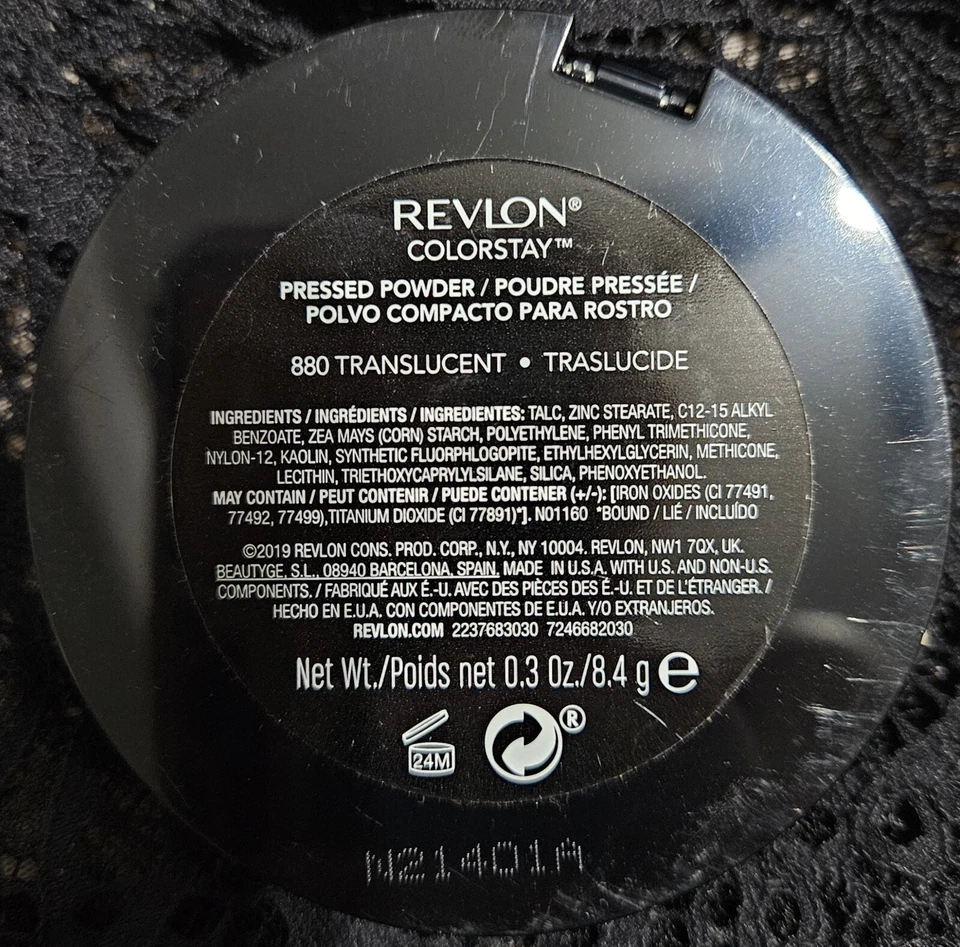 REVLON®
COLORSTAY™
PRESSED POWDER / POUDRE PRESSÉE /
POLVO COMPACTO PARA ROSTRO
880 TRANSLUCENT • TRASLUCIDE
INGREDIENTS / INGRÉDIENTS / INGREDIENTES: TALC, ZINC STEARATE, C12-15 ALKYL
BENZOATE, ZEA MAYS (CORN) STARCH, POLYETHYLENE, PHENYL TRIMETHICONE,
NYLON-12, KAOLIN, SYNTHETIC FLUORPHLOGOPITE, ETHYLHEXYLGLYCERIN, METHICONE,
LECITHIN, TRIETHOXYCAPRYLYLSILANE, SILICA, PHENOXYETHANOL.
MAY CONTAIN / PEUT CONTENIR / PUEDE CONTENER (+/-): [IRON OXIDES (CI 77491,
77492, 77499),TITANIUM DIOXIDE (CI 77891)*]. N01160 *BOUND / LIÉ / INCLUÍDO
©2019 REVLON CONS. PROD. CORP., N.Y., NY 10004. REVLON, NW1 7QX, UK.
BEAUTYGE, S.L., 08940 BARCELONA, SPAIN. MADE IN U.S.A. WITH U.S. AND NON-U.S.
COMPONENTS. / FABRIQUÉ AUX É.-U. AVEC DES PIÈCES DES É.-U. ET DE L'ÉTRANGER. /
HECHO EN E.U.A. CON COMPONENTES DE E.U.A. Y/O EXTRANJEROS.
REVLON.COM 2237683030 7246682030
Net Wt./Poids net 0.3 Oz./8.4 g e
24M ®
N21401A